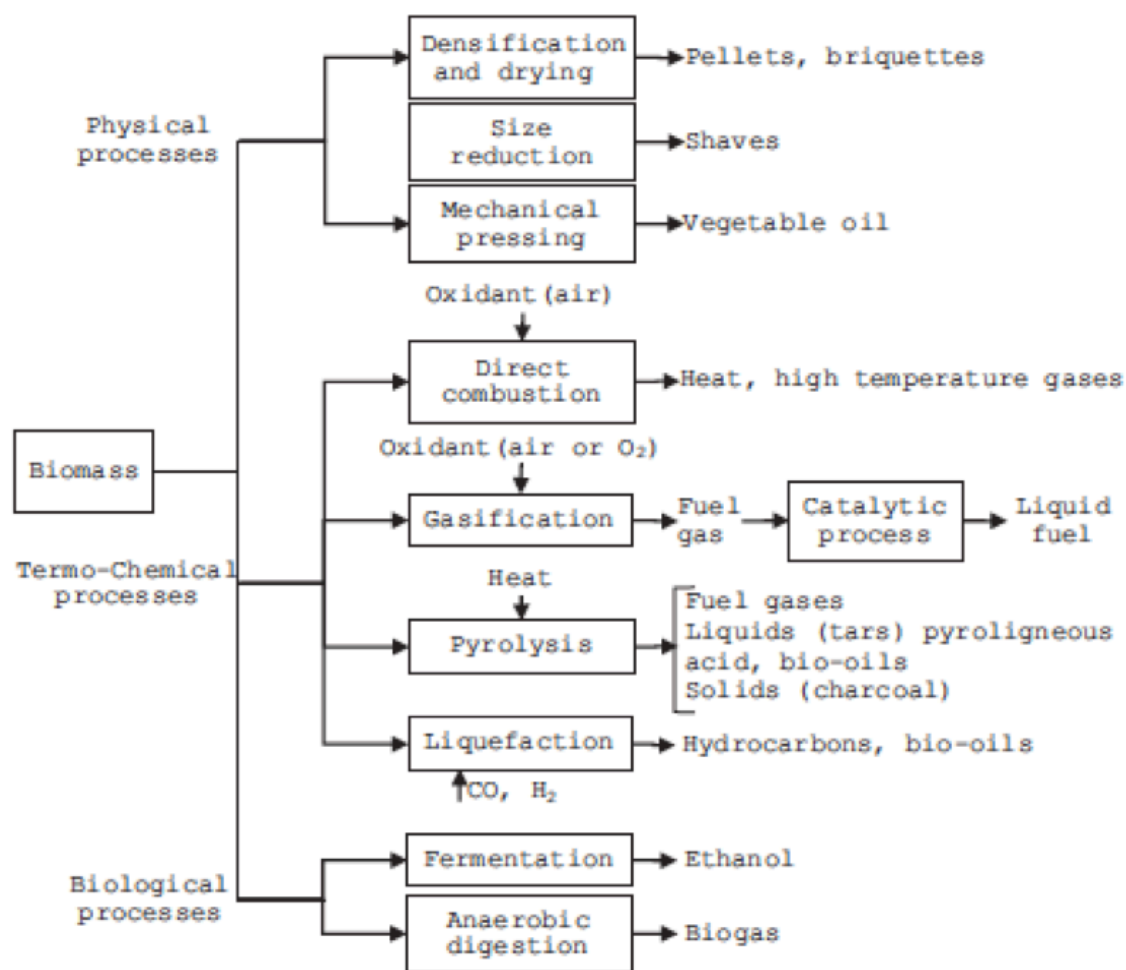 Densification
and drying
Pellets, briquettes
Physical
processes
Size
reduction
Shaves
Mechanical
pressing
Vegetable oil
Oxidant (air)
Direct
combustion
Heat, high temperature gases
Biomass
Oxidant (air or O₂)
Gasification
Fuel
gas
Catalytic
process
Liquid
fuel
Termo-Chemical
processes
Heat
Pyrolysis
Fuel gases
Liquids (tars) pyroligneous
acid, bio-oils
Solids (charcoal)
Liquefaction
Hydrocarbons, bio-oils
CO, H₂
Biological
processes
Fermentation
Ethanol
Anaerobic
digestion
Biogas